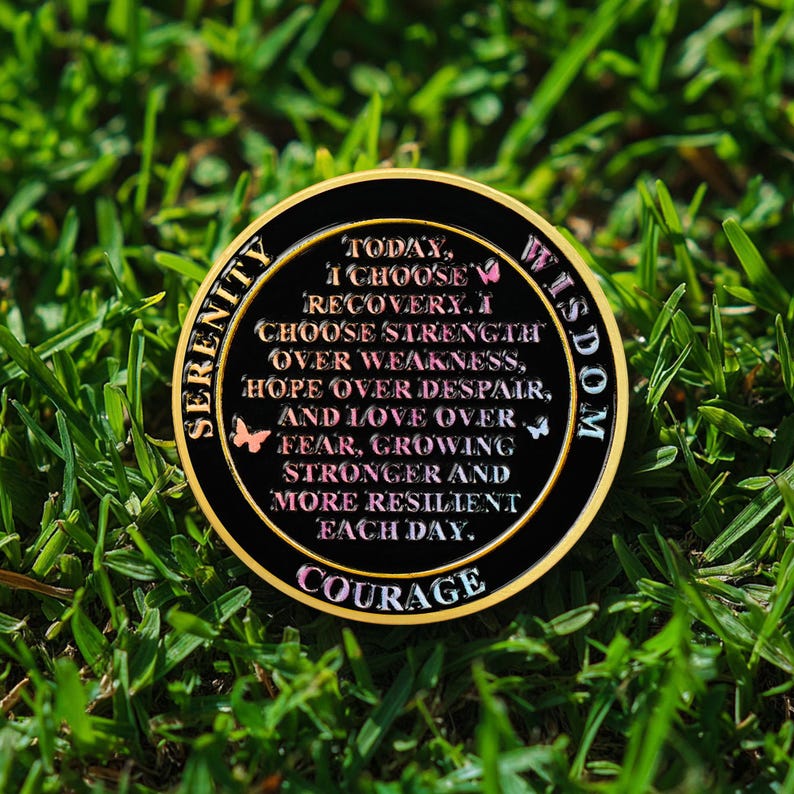 TODAY,
I CHOOSE
RECOVERY. I
CHOOSE STRENGTH
OVER WEAKNESS,
HOPE OVER DESPAIR,
AND LOVE OVER
FEAR, GROWING
STRONGER AND
MORE RESILIENT
EACH DAY.
SERENITY
WISDOM
COURAGE